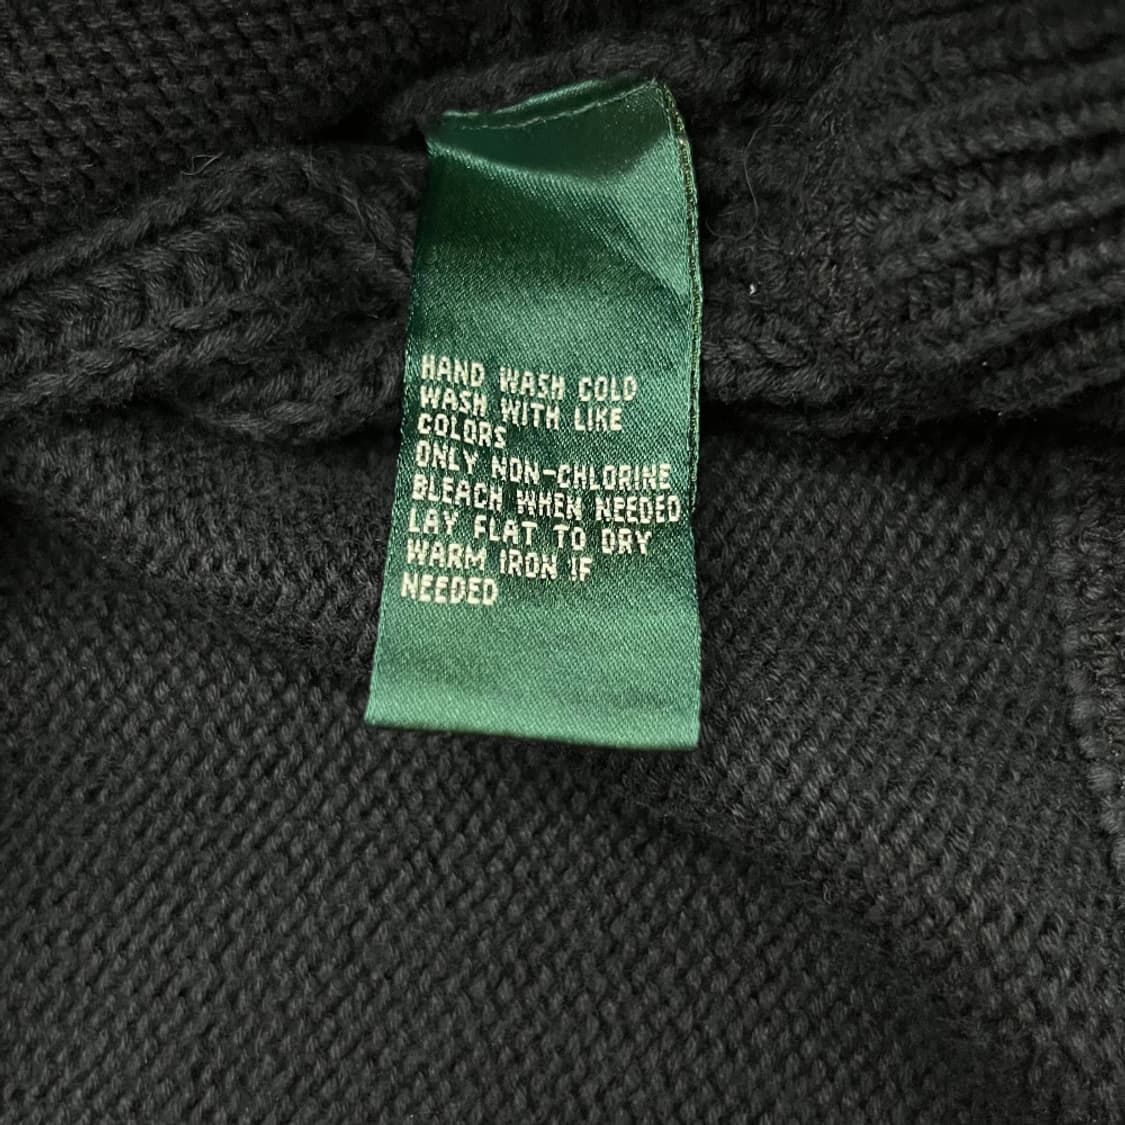 HAND WASH COLD
WASH WITH LIKE
COLORS
ONLY NON-CHLORINE
BLEACH WHEN NEEDED
LAY FLAT TO DRY
WARM IRON IF
NEEDED